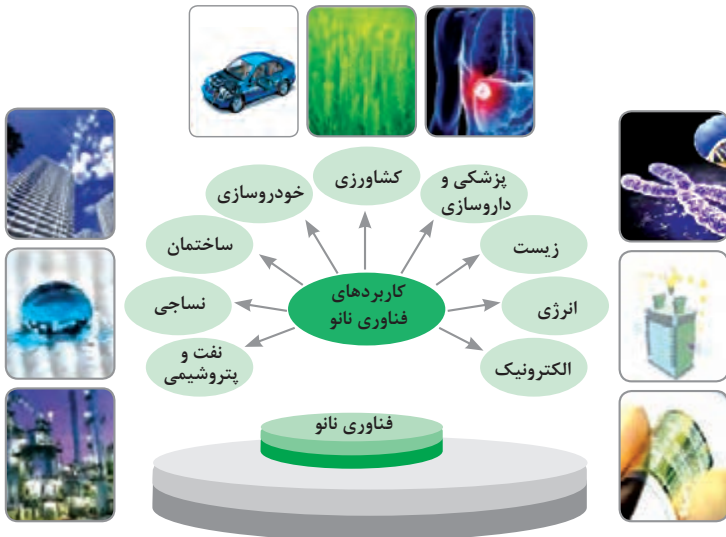 کشاورزی
پزشکی و
داروسازی
خودروسازی
زیست
ساختمان
کاربردهای
فناوری نانو
انرژی
نساجی
الکترونیک
نفت و
پتروشیمی
فناوری نانو